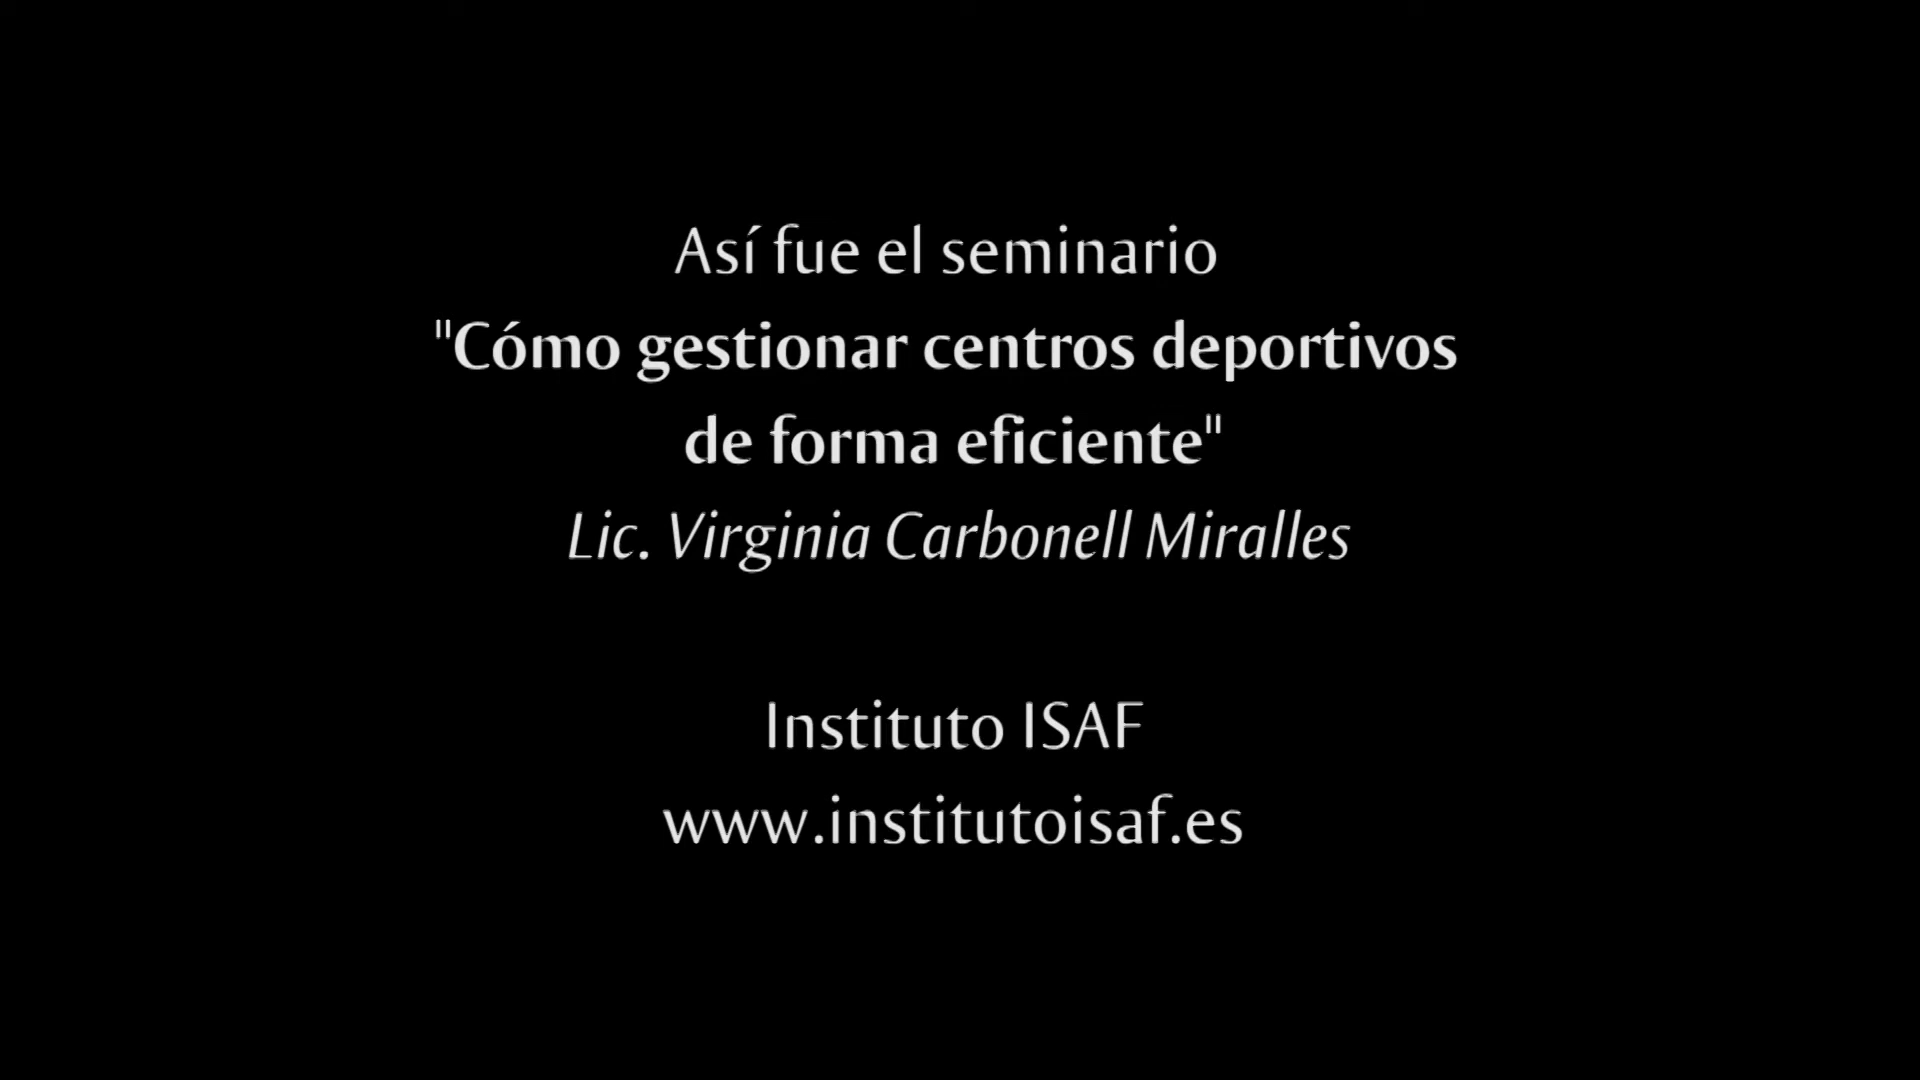 Así fue el seminario
"Cómo gestionar centros deportivos
de forma eficiente"
Lic. Virginia Carbonell Miralles
Instituto ISAF
www.institutoisaf.es